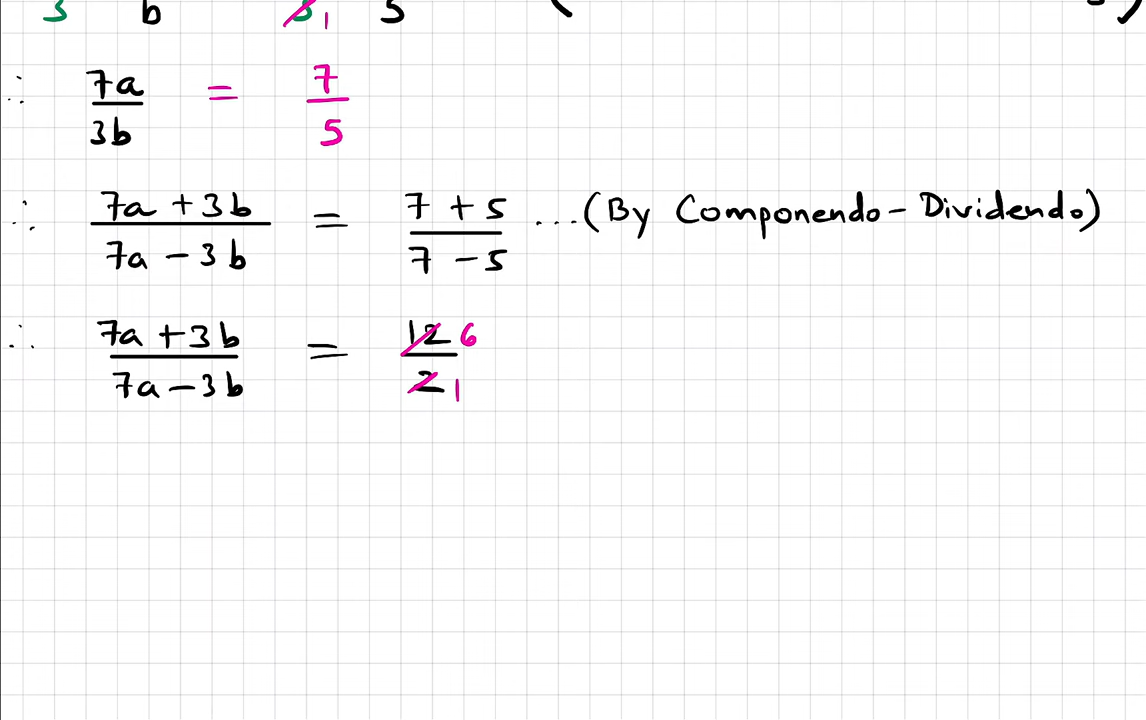 3 b 3 1 5 ( )
∴ 7a/3b = 7/5
∴ (7a + 3b)/(7a - 3b) = (7 + 5)/(7 - 5) ...(By Componendo - Dividendo)
∴ (7a + 3b)/(7a - 3b) = 12 6/2 1